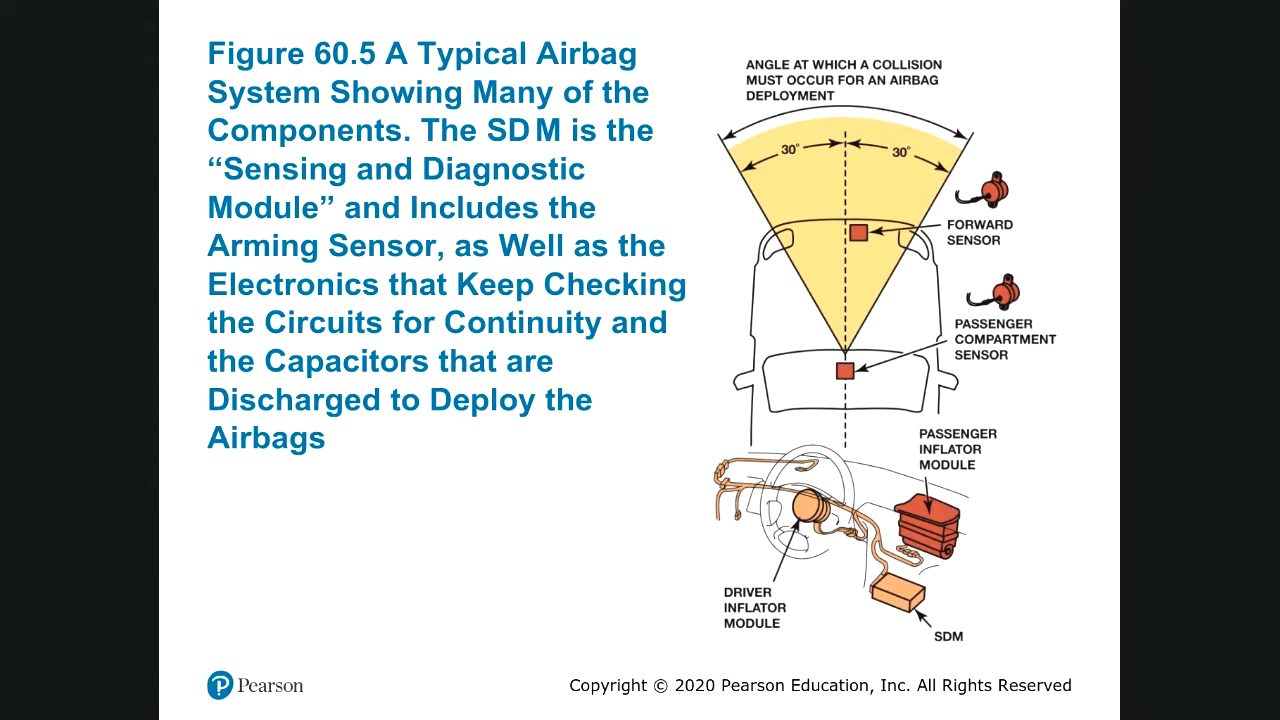 Figure 60.5 A Typical Airbag
System Showing Many of the
Components. The SD M is the
“Sensing and Diagnostic
Module” and Includes the
Arming Sensor, as Well as the
Electronics that Keep Checking
the Circuits for Continuity and
the Capacitors that are
Discharged to Deploy the
Airbags
ANGLE AT WHICH A COLLISION
MUST OCCUR FOR AN AIRBAG
DEPLOYMENT
30°
30°
FORWARD
SENSOR
PASSENGER
COMPARTMENT
SENSOR
PASSENGER
INFLATOR
MODULE
DRIVER
INFLATOR
MODULE
SDM
Pearson
Copyright © 2020 Pearson Education, Inc. All Rights Reserved